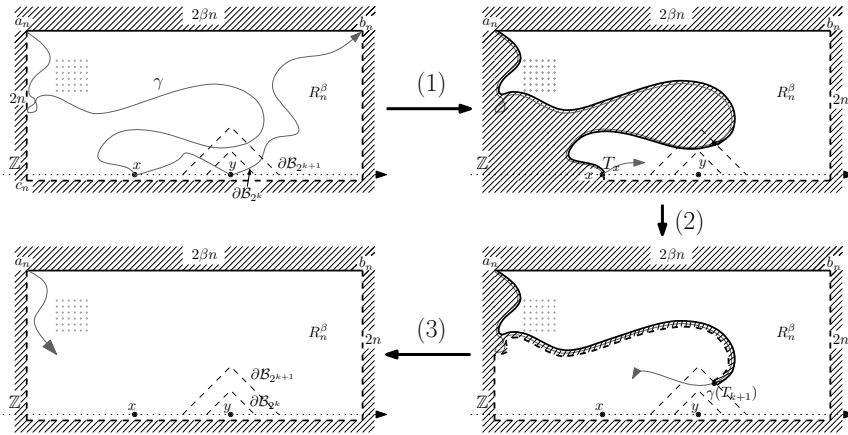 2βn
a_n
b_n
γ
R_n^β
2n
ℤ
x
y
∂ℬ_{2^{k+1}}
c_n
∂ℬ_{2^k}
(1)
2βn
a_n
b_n
R_n^β
2n
ℤ
x
T_x
y
(2)
2βn
a_n
b_n
R_n^β
2n
∂ℬ_{2^{k+1}}
ℤ
x
y
∂ℬ_{2^k}
(3)
2βn
a_n
b_n
R_n^β
2n
γ(T_{k+1})
ℤ
x
y